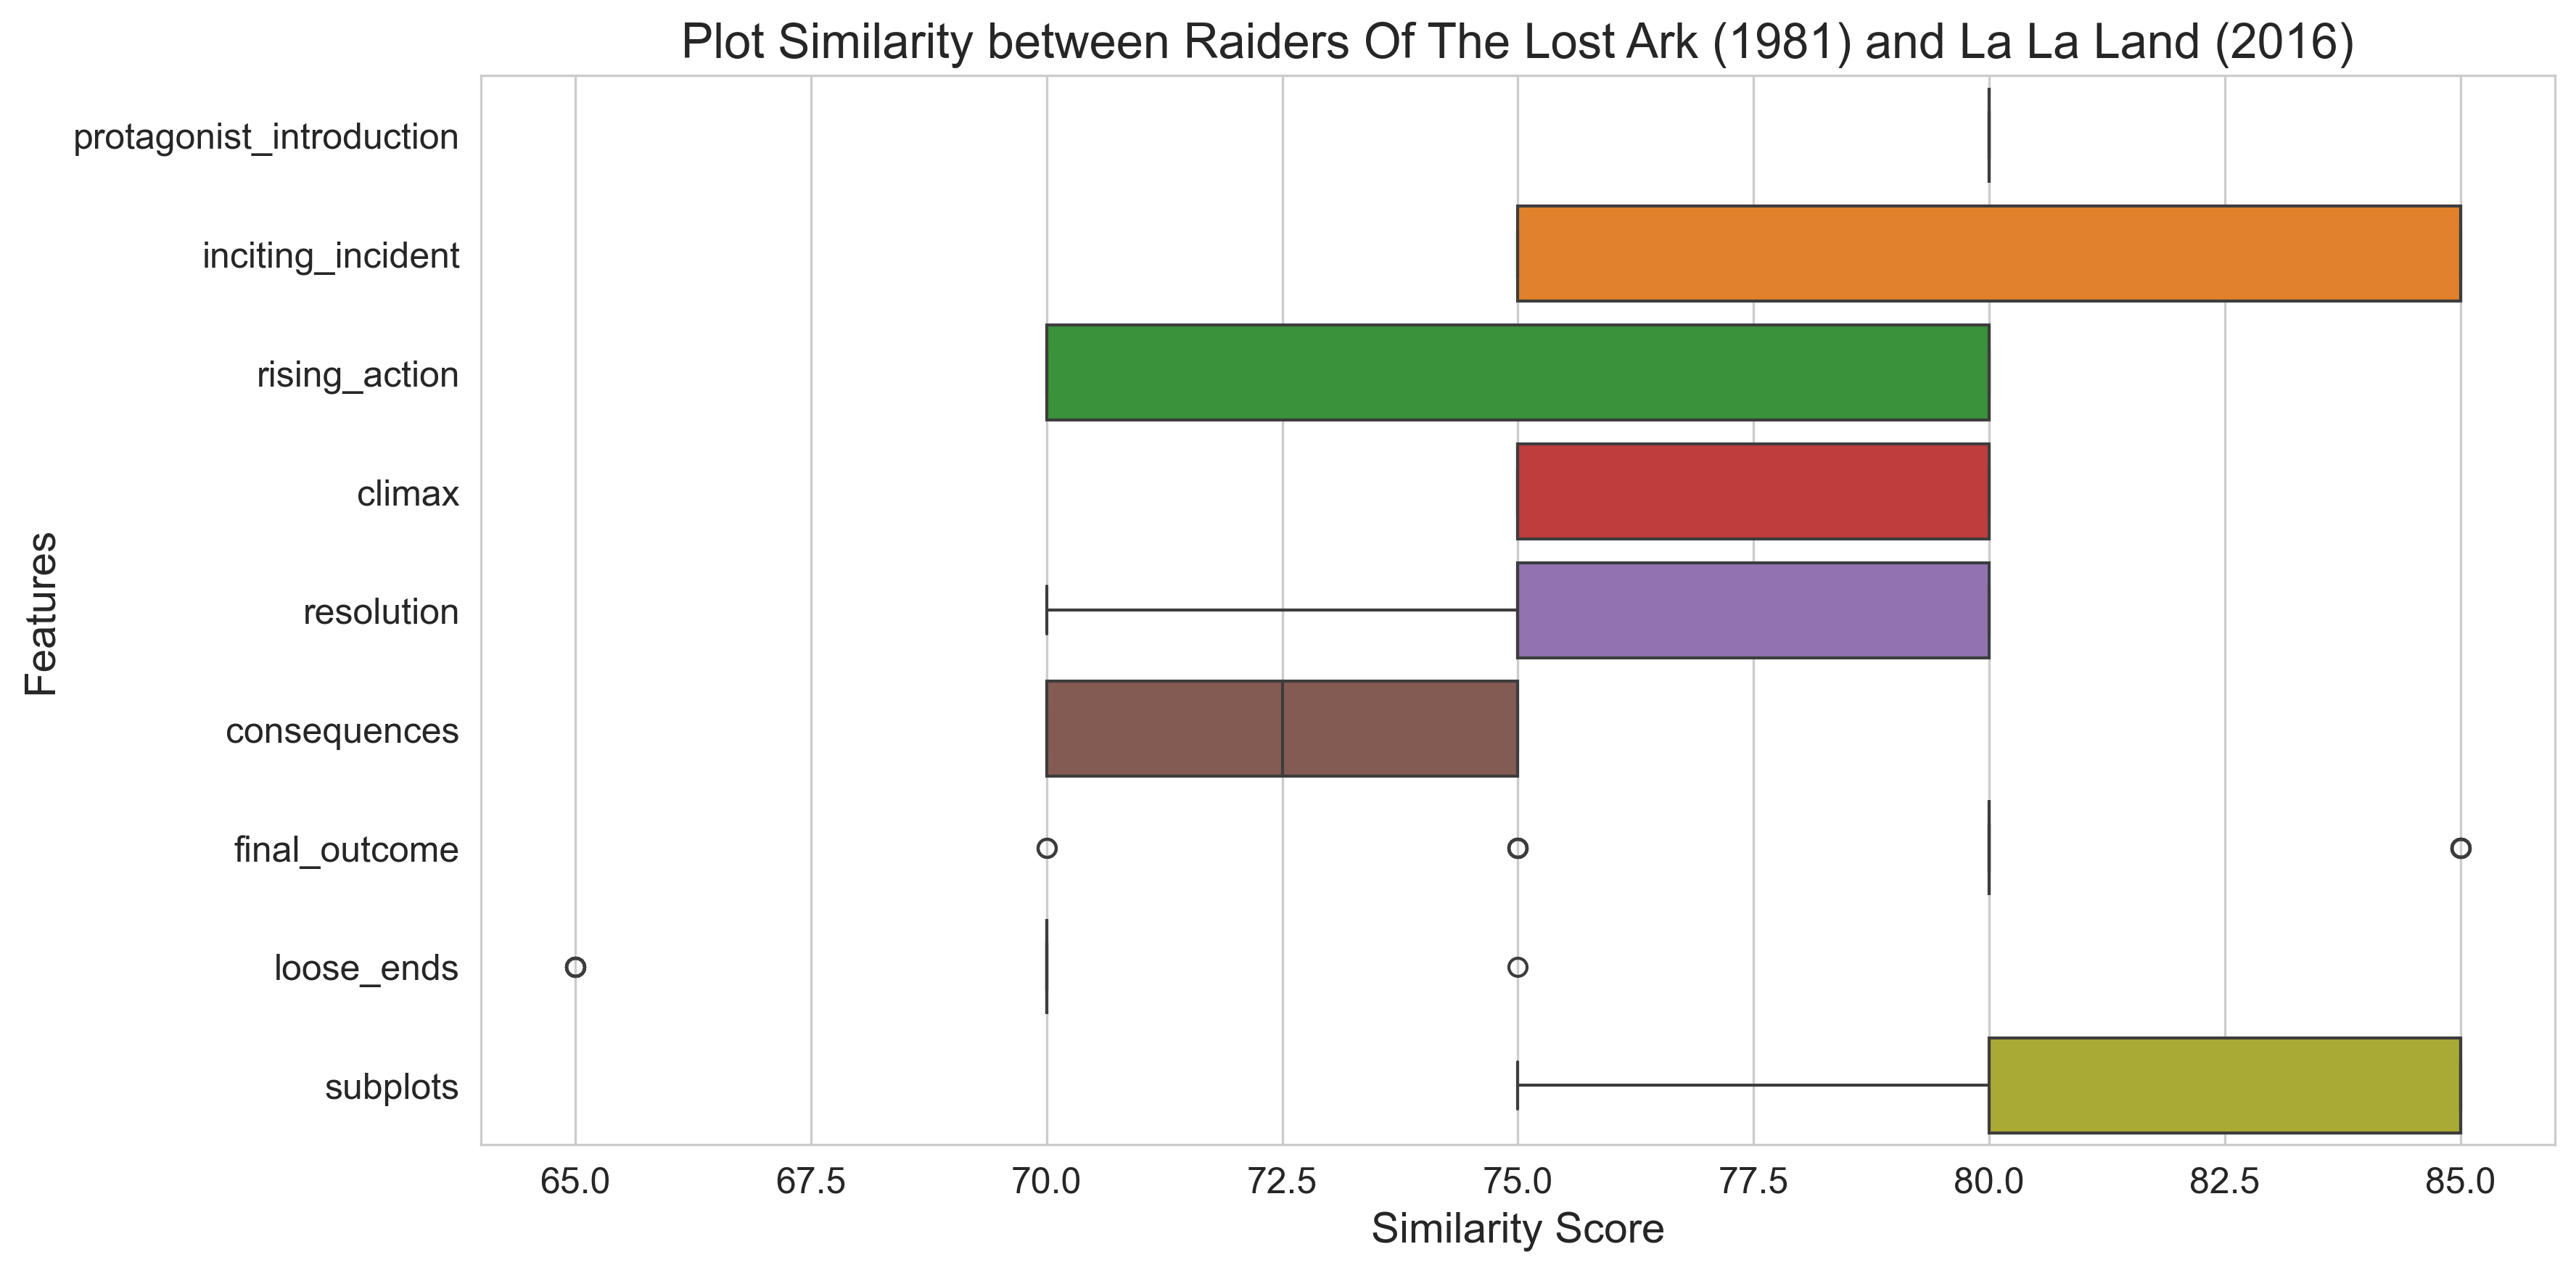 Plot Similarity between Raiders Of The Lost Ark (1981) and La La Land (2016)
protagonist_introduction
inciting_incident
rising_action
climax
resolution
consequences
final_outcome
loose_ends
subplots
Features
65.0 67.5 70.0 72.5 75.0 77.5 80.0 82.5 85.0
Similarity Score